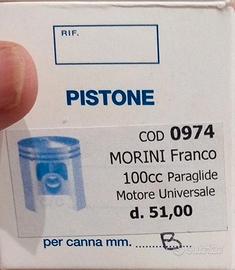 RIF.
PISTONE
COD 0974
MORINI Franco
100cc Paraglide
Motore Universale
d. 51,00
per canna mm. ........B........